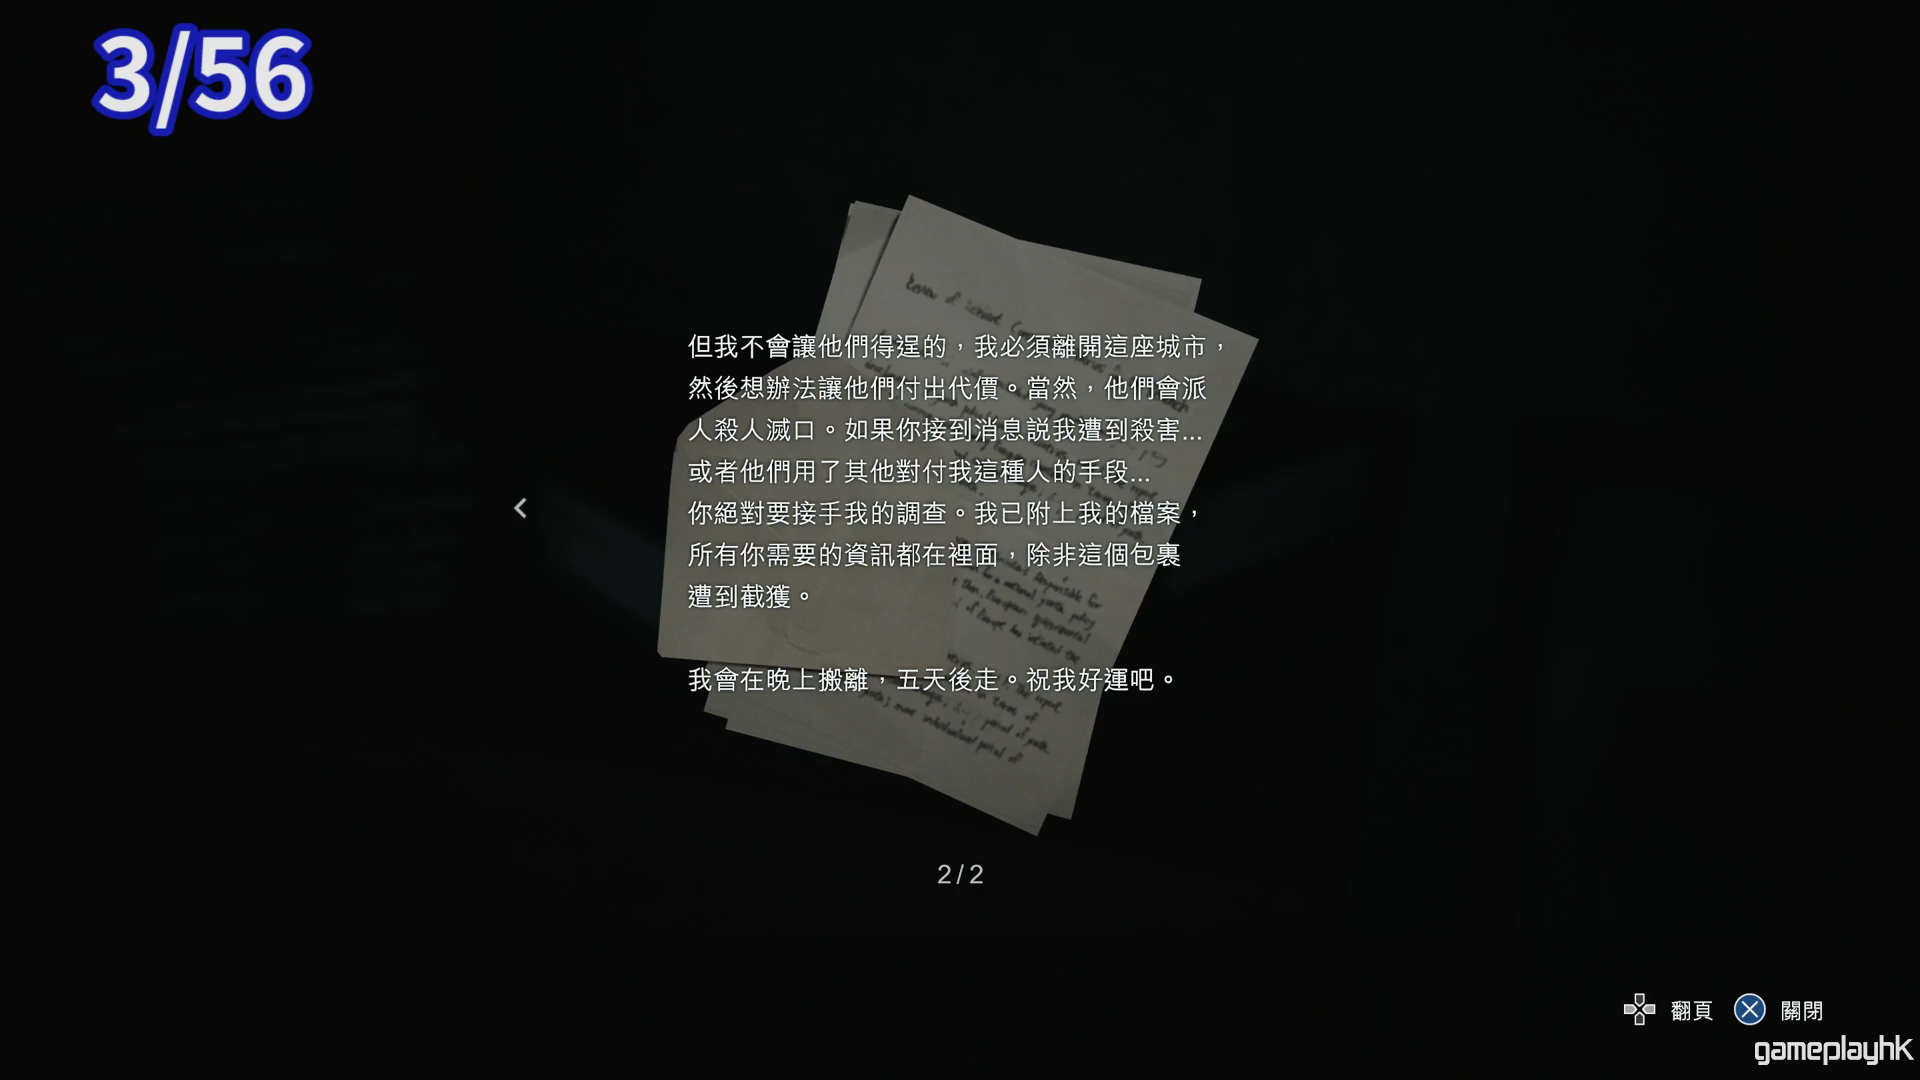 3/56
但我不會讓他們得逞的，我必須離開這座城市，
然後想辦法讓他們付出代價。當然，他們會派
人殺人滅口。如果你接到消息説我遭到殺害...
或者他們用了其他對付我這種人的手段...
你絕對要接手我的調查。我已附上我的檔案，
所有你需要的資訊都在裡面，除非這個包裹
遭到截獲。
我會在晚上搬離，五天後走。祝我好運吧。
2/2
翻頁 關閉
gameplayhk